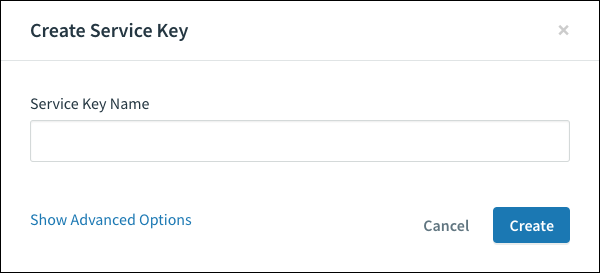 Create Service Key
×
Service Key Name
Show Advanced Options
Cancel
Create